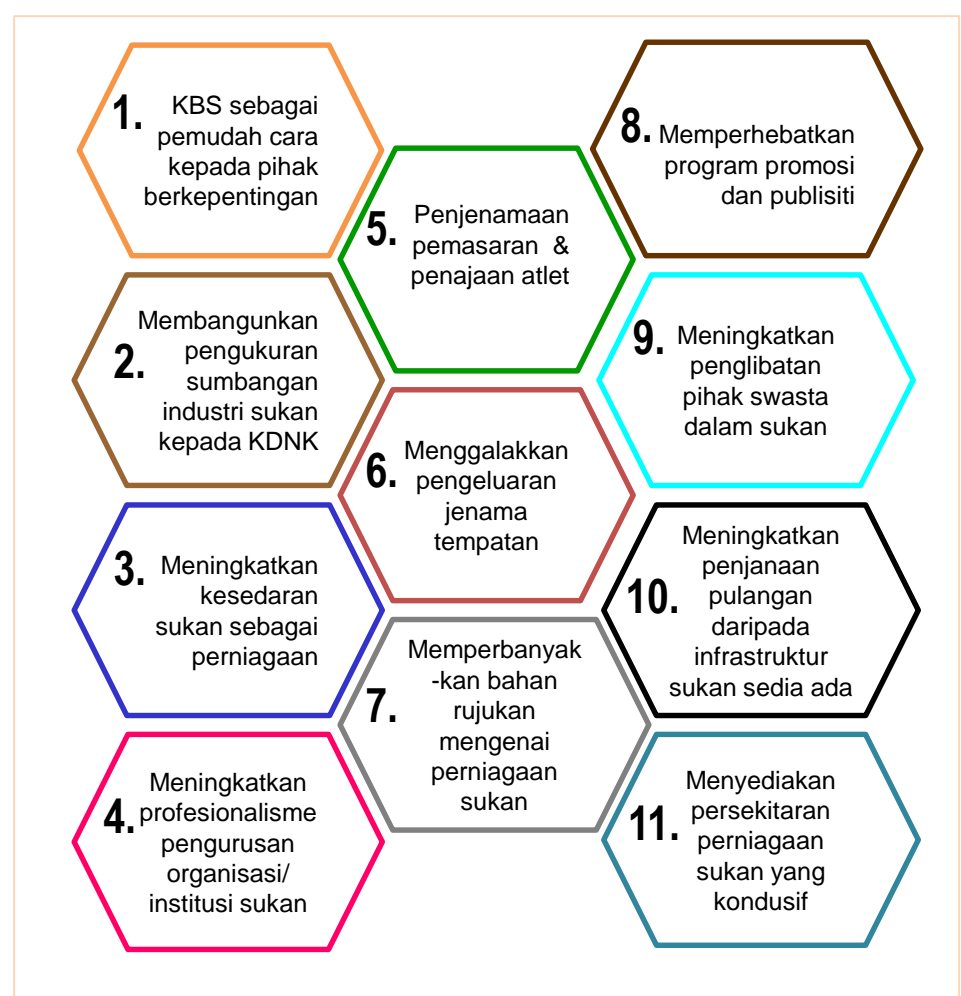 1. KBS sebagai
pemudah cara
kepada pihak
berkepentingan
2. Membangunkan
pengukuran
sumbangan
industri sukan
kepada KDNK
3. Meningkatkan
kesedaran
sukan sebagai
perniagaan
4. Meningkatkan
profesionalisme
pengurusan
organisasi/
institusi sukan
5. Penjenamaan
pemasaran &
penajaan atlet
6. Menggalakkan
pengeluaran
jenama
tempatan
7. Memperbanyak
-kan bahan
rujukan
mengenai
perniagaan
sukan
8. Memperhebatkan
program promosi
dan publisiti
9. Meningkatkan
penglibatan
pihak swasta
dalam sukan
10. Meningkatkan
penjanaan
pulangan
daripada
infrastruktur
sukan sedia ada
11. Menyediakan
persekitaran
perniagaan
sukan yang
kondusif